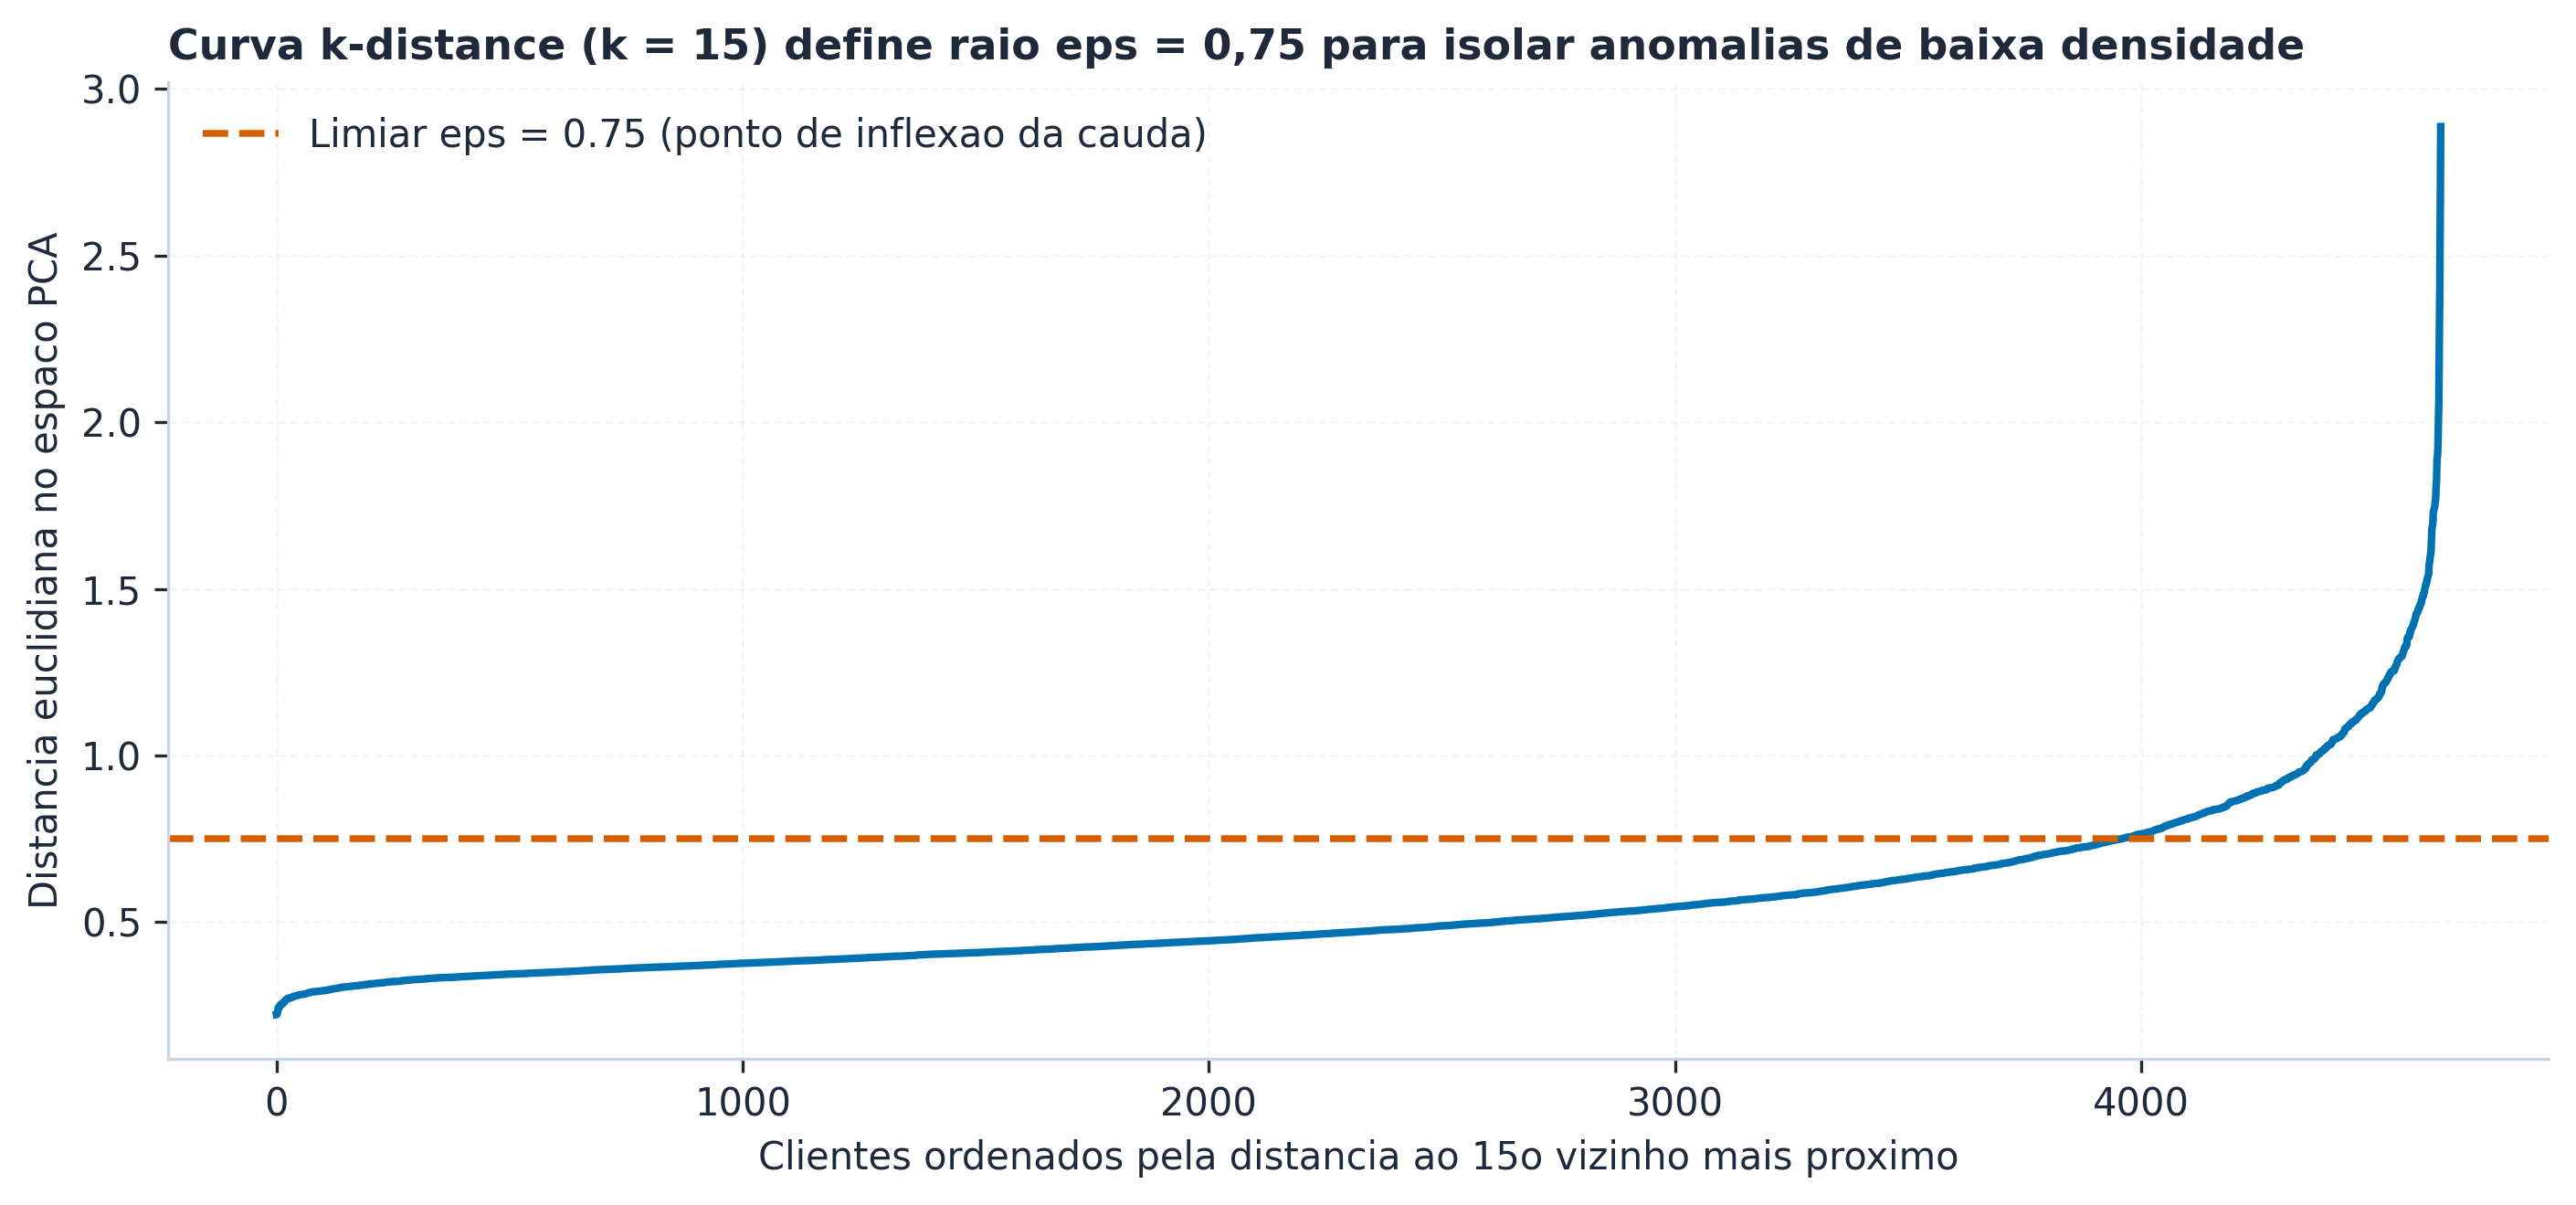 Curva k-distance (k = 15) define raio eps = 0,75 para isolar anomalias de baixa densidade
Limiar eps = 0.75 (ponto de inflexao da cauda)
Distancia euclidiana no espaco PCA
3.0
2.5
2.0
1.5
1.0
0.5
0
1000
2000
3000
4000
Clientes ordenados pela distancia ao 15o vizinho mais proximo